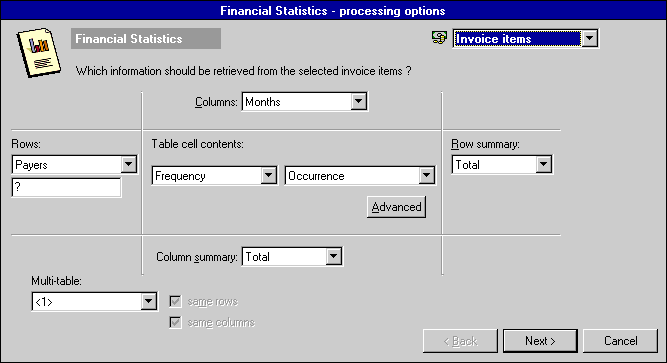 Financial Statistics - processing options
Financial Statistics
Invoice items
Which information should be retrieved from the selected invoice items ?
Columns: Months
Rows:
Table cell contents:
Row summary:
Payers
Frequency
Occurrence
Total
?
Advanced
Column summary: Total
Multi-table:
<1>
same rows
same columns
< Back
Next >
Cancel